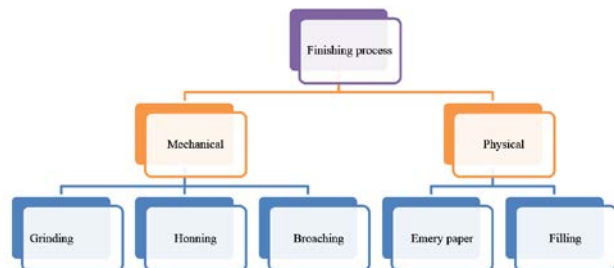 Finishing process
Mechanical
Physical
Grinding
Honning
Broaching
Emery paper
Filling